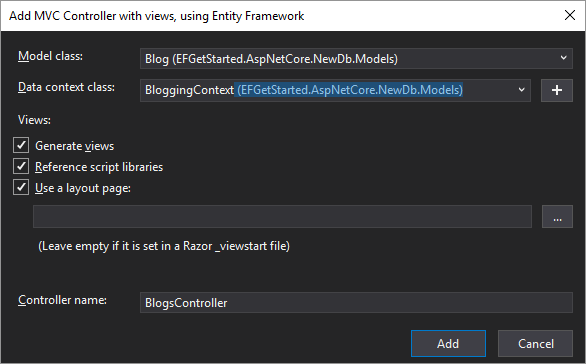 Add MVC Controller with views, using Entity Framework
Model class: Blog (EFGetStarted.AspNetCore.NewDb.Models)
Data context class: BloggingContext (EFGetStarted.AspNetCore.NewDb.Models)
Views:
Generate views
Reference script libraries
Use a layout page:
...
(Leave empty if it is set in a Razor _viewstart file)
Controller name: BlogsController
Add Cancel